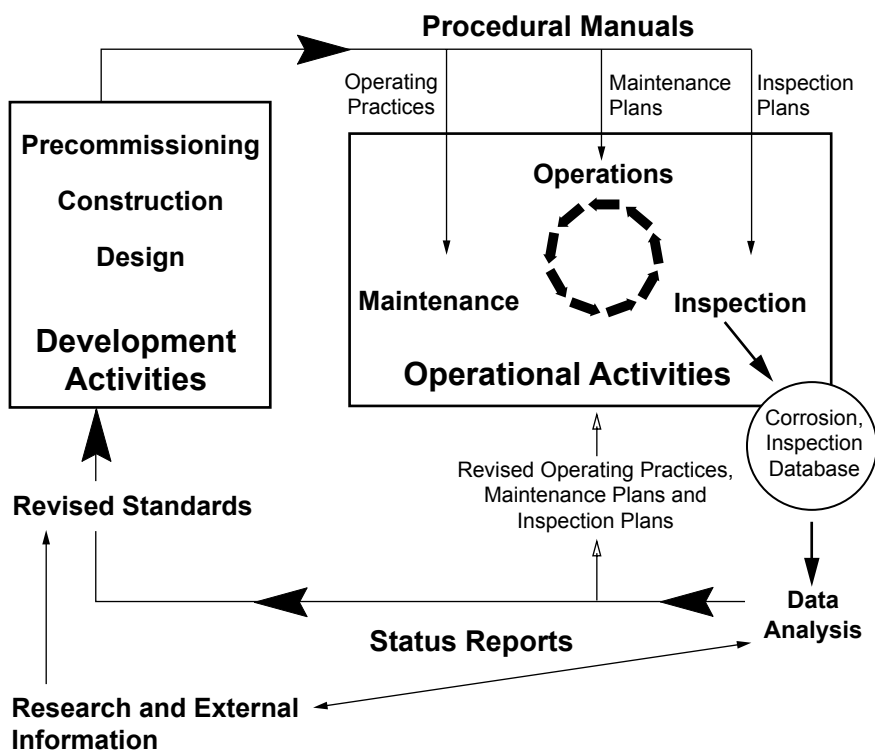 Procedural Manuals
Operating
Practices
Maintenance
Plans
Inspection
Plans
Precommissioning
Construction
Design
Development
Activities
Operations
Maintenance
Inspection
Operational Activities
Corrosion,
Inspection
Database
Revised Operating Practices,
Maintenance Plans and
Inspection Plans
Revised Standards
Data
Analysis
Status Reports
Research and External
Information